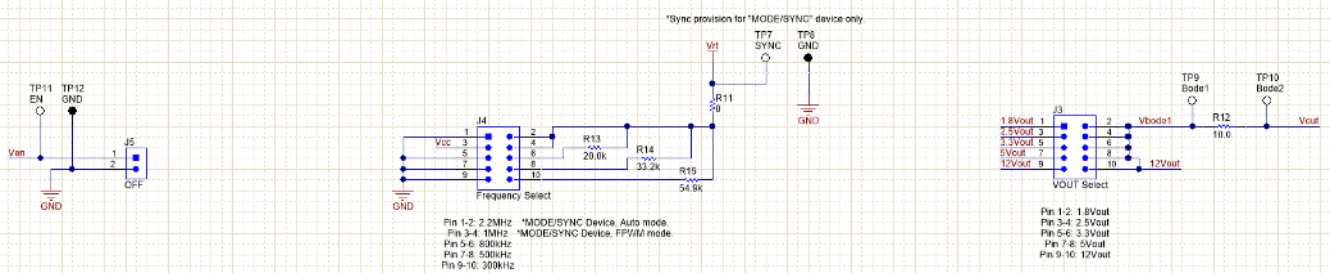 *Sync provision for "MODE/SYNC" device only.
TP7
SYNC
TP8
GND
Vrt
R11
0
GND
TP11
EN
TP12
GND
Ven
J5
1
2
OFF
GND
J4
1 2
3 4
5 6
7 8
9 10
Vcc
R13
20.0k
R14
33.2k
R15
54.9k
GND
Frequency Select
Pin 1-2: 2.2MHz *MODE/SYNC Device, Auto mode.
Pin 3-4: 1MHz *MODE/SYNC Device, FPWM mode.
Pin 5-6: 800kHz
Pin 7-8: 500kHz
Pin 9-10: 300kHz
TP9
Bode1
TP10
Bode2
J3
1.8Vout 1 2 Vbode1
2.5Vout 3 4
3.3Vout 5 6
5Vout 7 8
12Vout 9 10 12Vout
R12
10.0
Vout
VOUT Select
Pin 1-2: 1.8Vout
Pin 3-4: 2.5Vout
Pin 5-6: 3.3Vout
Pin 7-8: 5Vout
Pin 9-10: 12Vout